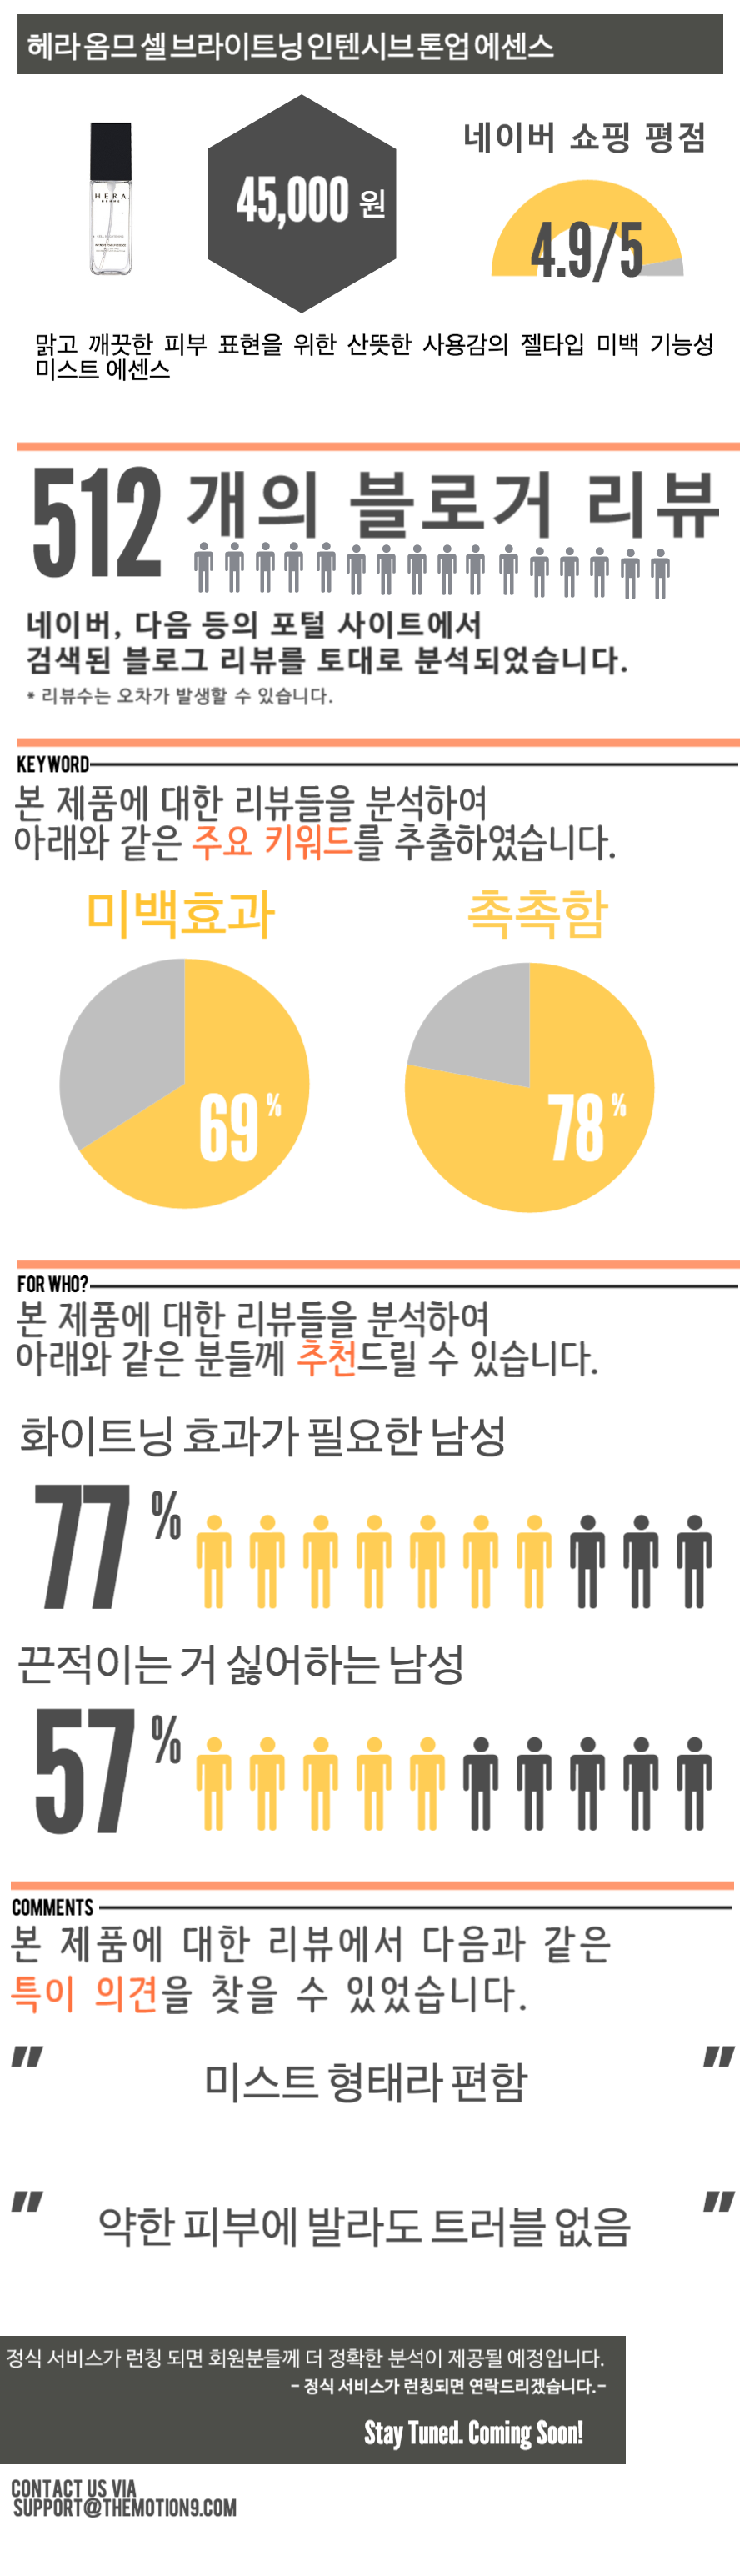 헤라 옴므 셀 브라이트닝 인텐시브 톤업 에센스
HERA
45,000 원
네이버 쇼핑 평점
4.9/5
맑고 깨끗한 피부 표현을 위한 산뜻한 사용감의 젤타입 미백 기능성
미스트 에센스
512 개의 블로거 리뷰
네이버, 다음 등의 포털 사이트에서
검색된 블로그 리뷰를 토대로 분석되었습니다.
* 리뷰수는 오차가 발생할 수 있습니다.
KEYWORD
본 제품에 대한 리뷰들을 분석하여
아래와 같은 주요 키워드를 추출하였습니다.
미백효과
촉촉함
69%
78%
FOR WHO?
본 제품에 대한 리뷰들을 분석하여
아래와 같은 분들께 추천드릴 수 있습니다.
화이트닝 효과가 필요한 남성
77%
끈적이는 거 싫어하는 남성
57%
COMMENTS
본 제품에 대한 리뷰에서 다음과 같은
특이 의견을 찾을 수 있었습니다.
" 미스트 형태라 편함 "
" 약한 피부에 발라도 트러블 없음 "
정식 서비스가 런칭 되면 회원분들께 더 정확한 분석이 제공될 예정입니다.
- 정식 서비스가 런칭되면 연락드리겠습니다.-
Stay Tuned. Coming Soon!
CONTACT US VIA
SUPPORT@THEMOTION9.COM